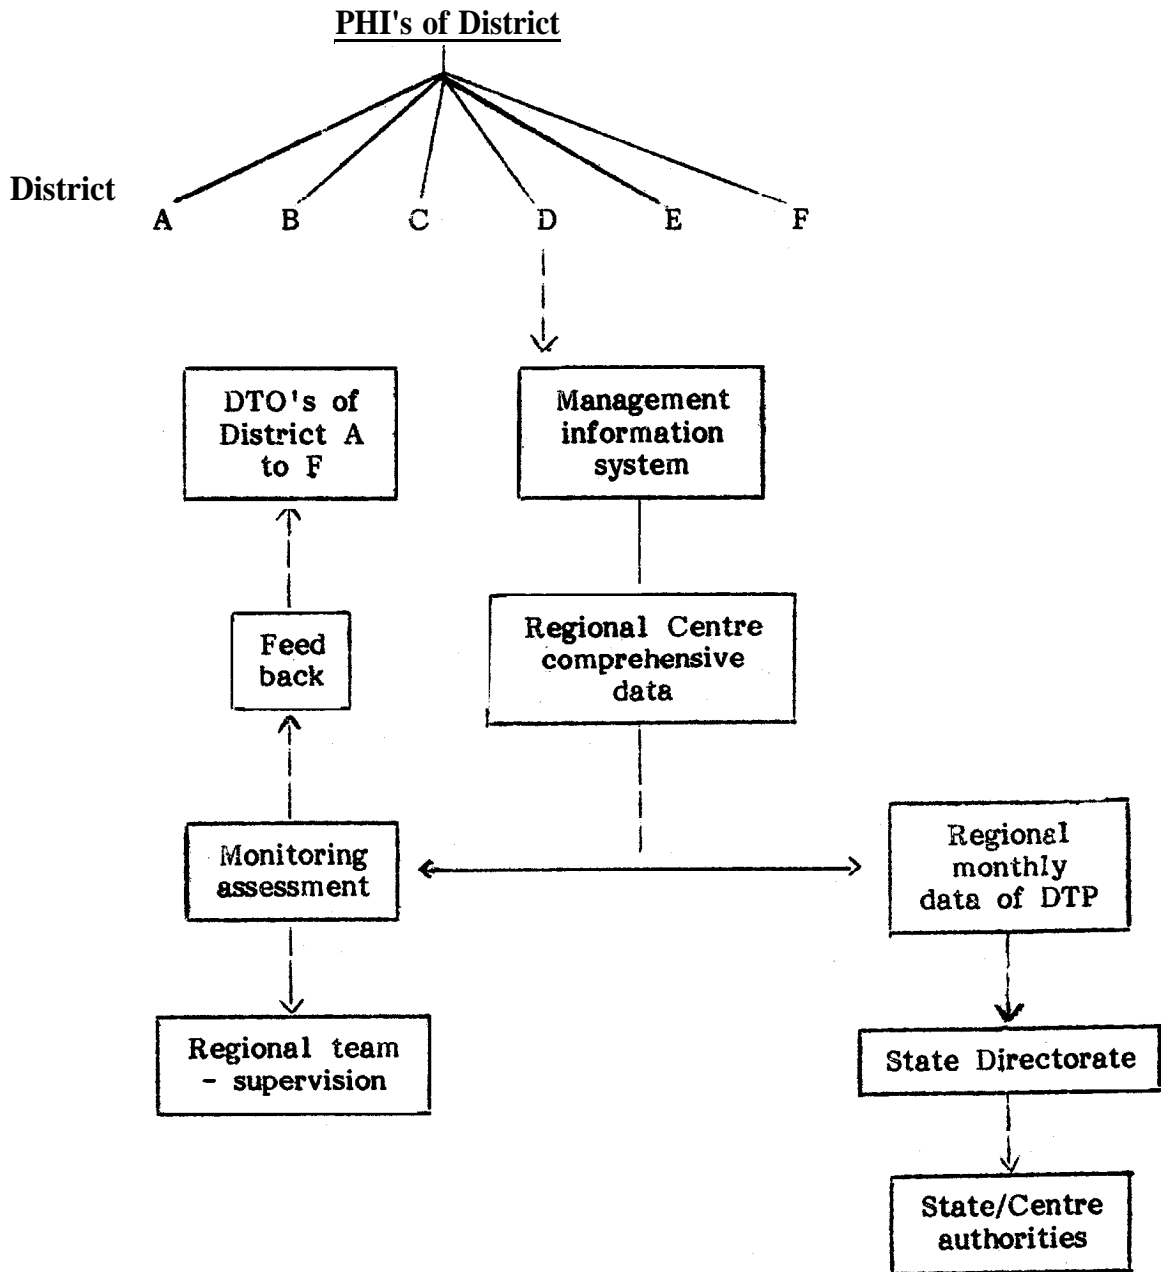 PHI's of District
District
A B C D E F
DTO's of
District A
to F
Management
information
system
Feed
back
Regional Centre
comprehensive
data
Monitoring
assessment
Regional
monthly
data of DTP
Regional team
- supervision
State Directorate
State/Centre
authorities